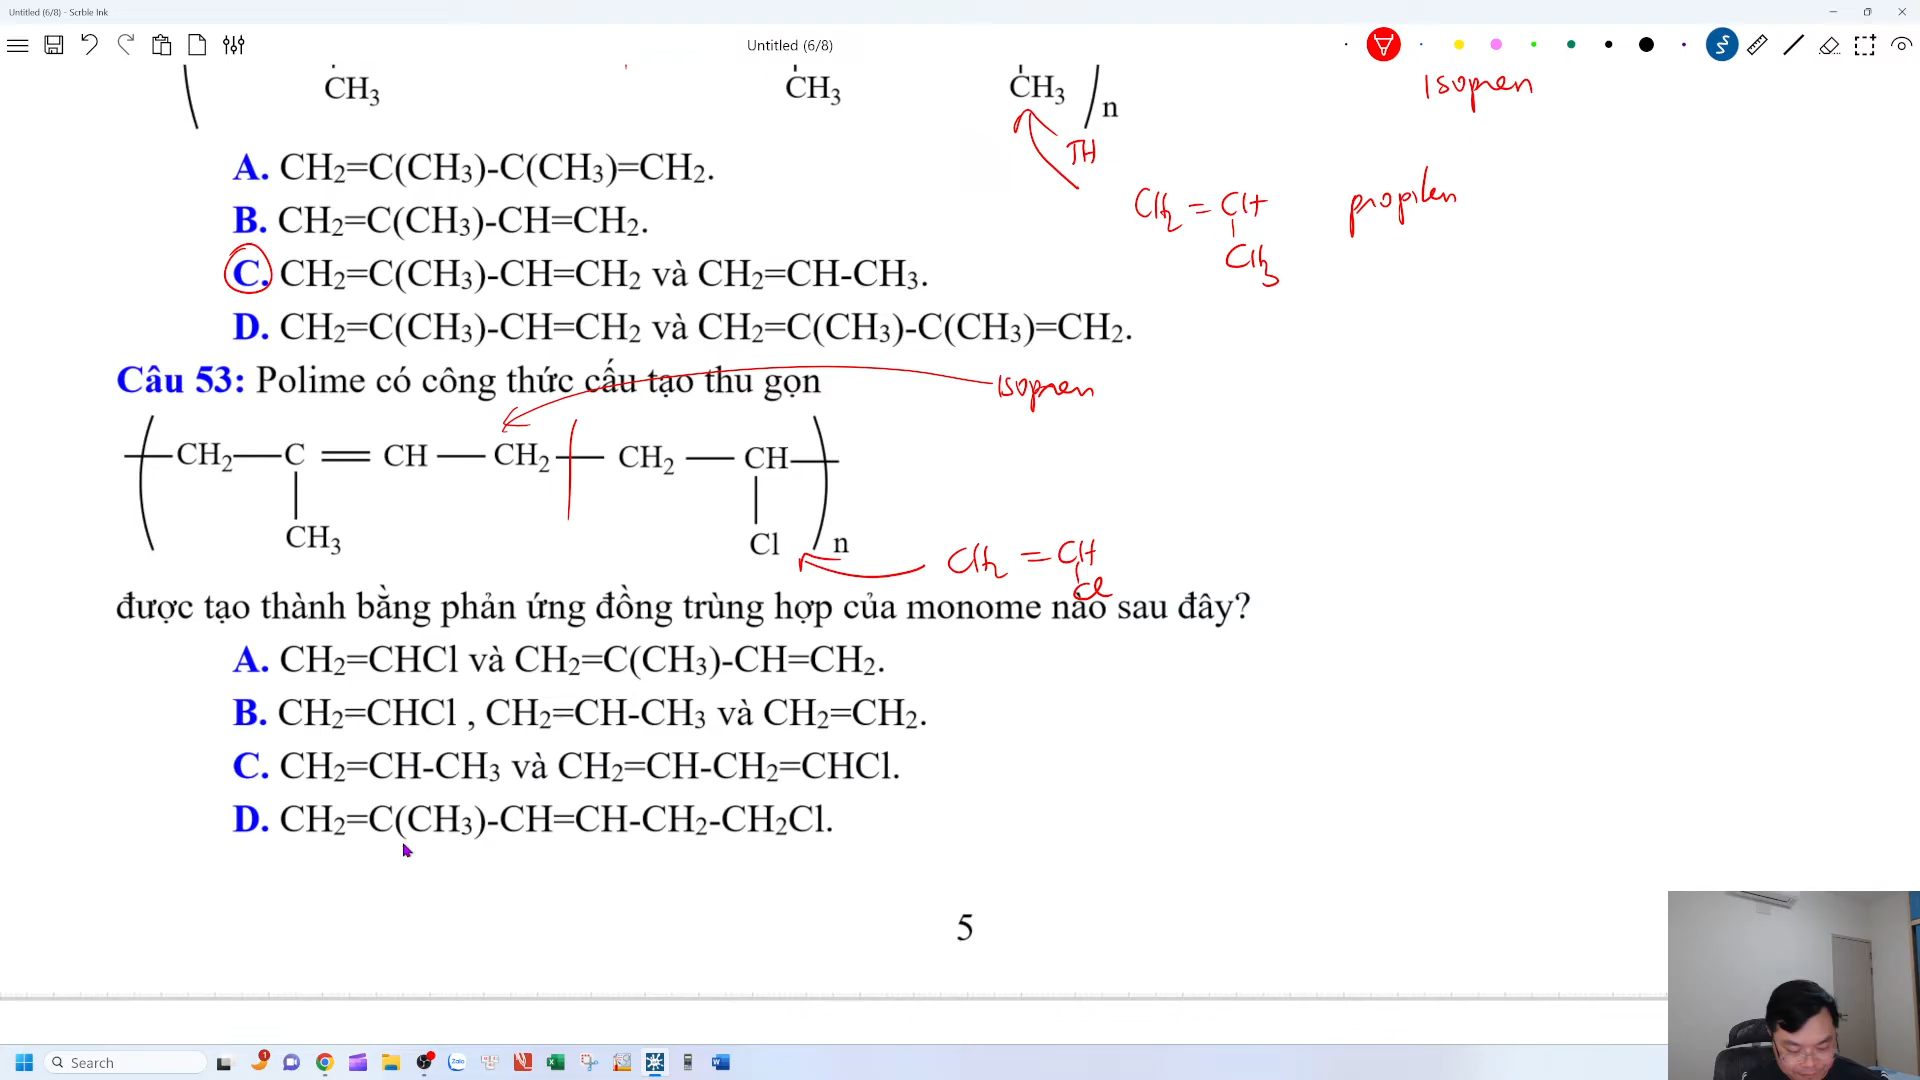 Untitled (6/8) - Scrble Ink
Untitled (6/8)
CH3 CH3 CH3 n
Isopren
TH
A. CH2=C(CH3)-C(CH3)=CH2.
CH2 = CH propilen
CH3
B. CH2=C(CH3)-CH=CH2.
C. CH2=C(CH3)-CH=CH2 và CH2=CH-CH3.
D. CH2=C(CH3)-CH=CH2 và CH2=C(CH3)-C(CH3)=CH2.
Câu 53: Polime có công thức cấu tạo thu gọn
Isopren
CH2 C CH CH2 CH2 CH
CH3 Cl n
CH2 = CH
Cl
được tạo thành bằng phản ứng đồng trùng hợp của monome nào sau đây?
A. CH2=CHCl và CH2=C(CH3)-CH=CH2.
B. CH2=CHCl , CH2=CH-CH3 và CH2=CH2.
C. CH2=CH-CH3 và CH2=CH-CH2=CHCl.
D. CH2=C(CH3)-CH=CH-CH2-CH2Cl.
5
Search
1
Zalo